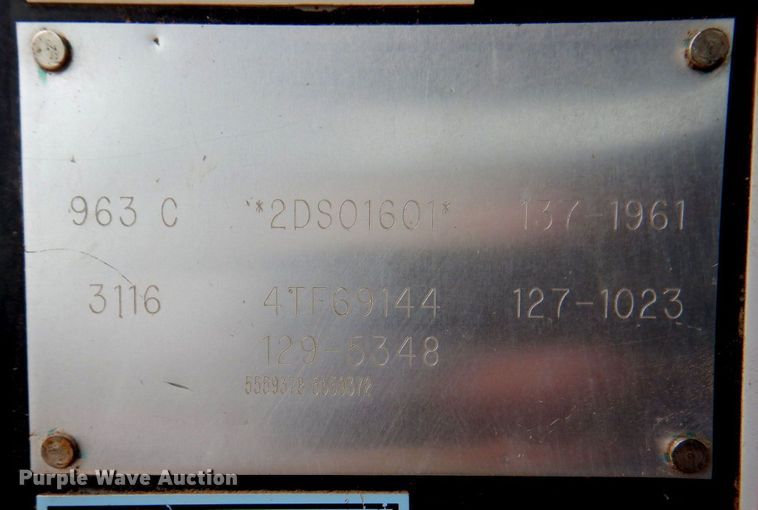 963 C *2DS01601* 137-1961
3116 4TF69144 127-1023
129-5348
Purple Wave Auction